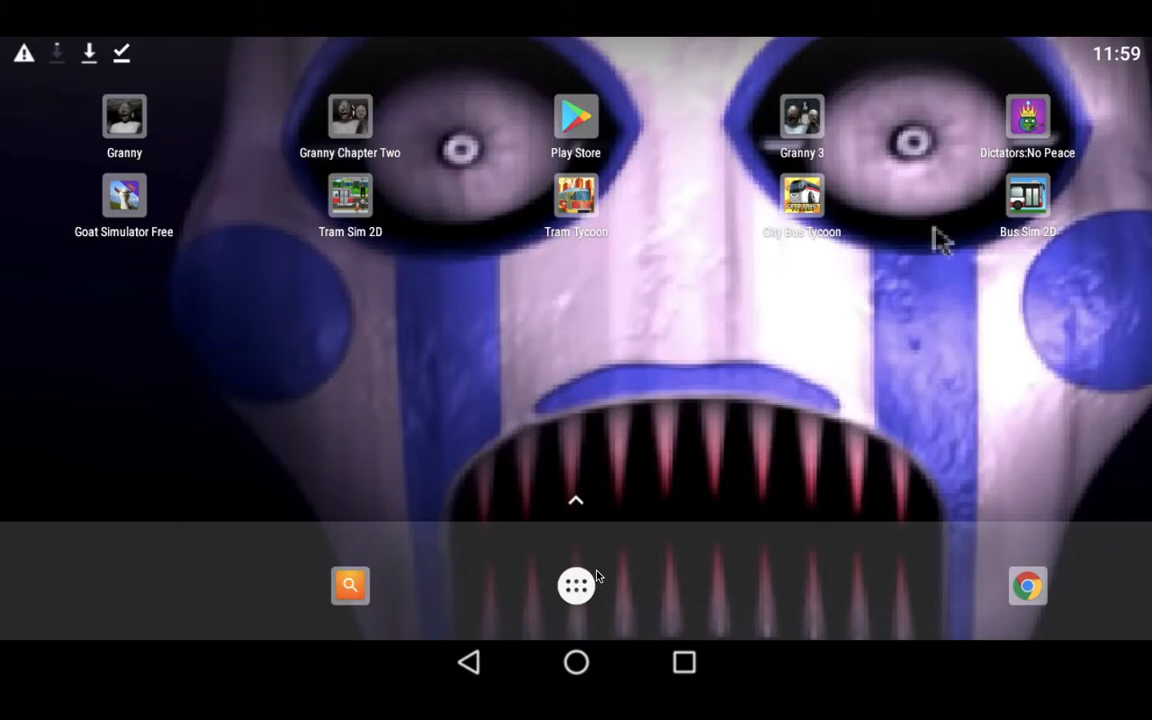 11:59
Granny
Granny Chapter Two
Play Store
Granny 3
Dictators:No Peace
Goat Simulator Free
Tram Sim 2D
Tram Tycoon
City Bus Tycoon
Bus Sim 2D